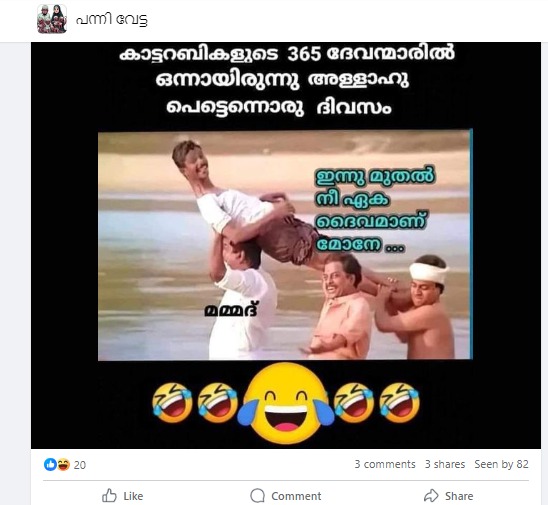 പന്നി വേട്ട
കാട്ടറബികളുടെ 365 ദേവന്മാരിൽ
ഒന്നായിരുന്നു അള്ളാഹു
പെട്ടെന്നൊരു ദിവസം
ഇന്നു മുതൽ
നീ ഏക
ദൈവമാണ്
മോനേ ...
മമ്മദ്
20
3 comments 3 shares Seen by 82
Like Comment Share